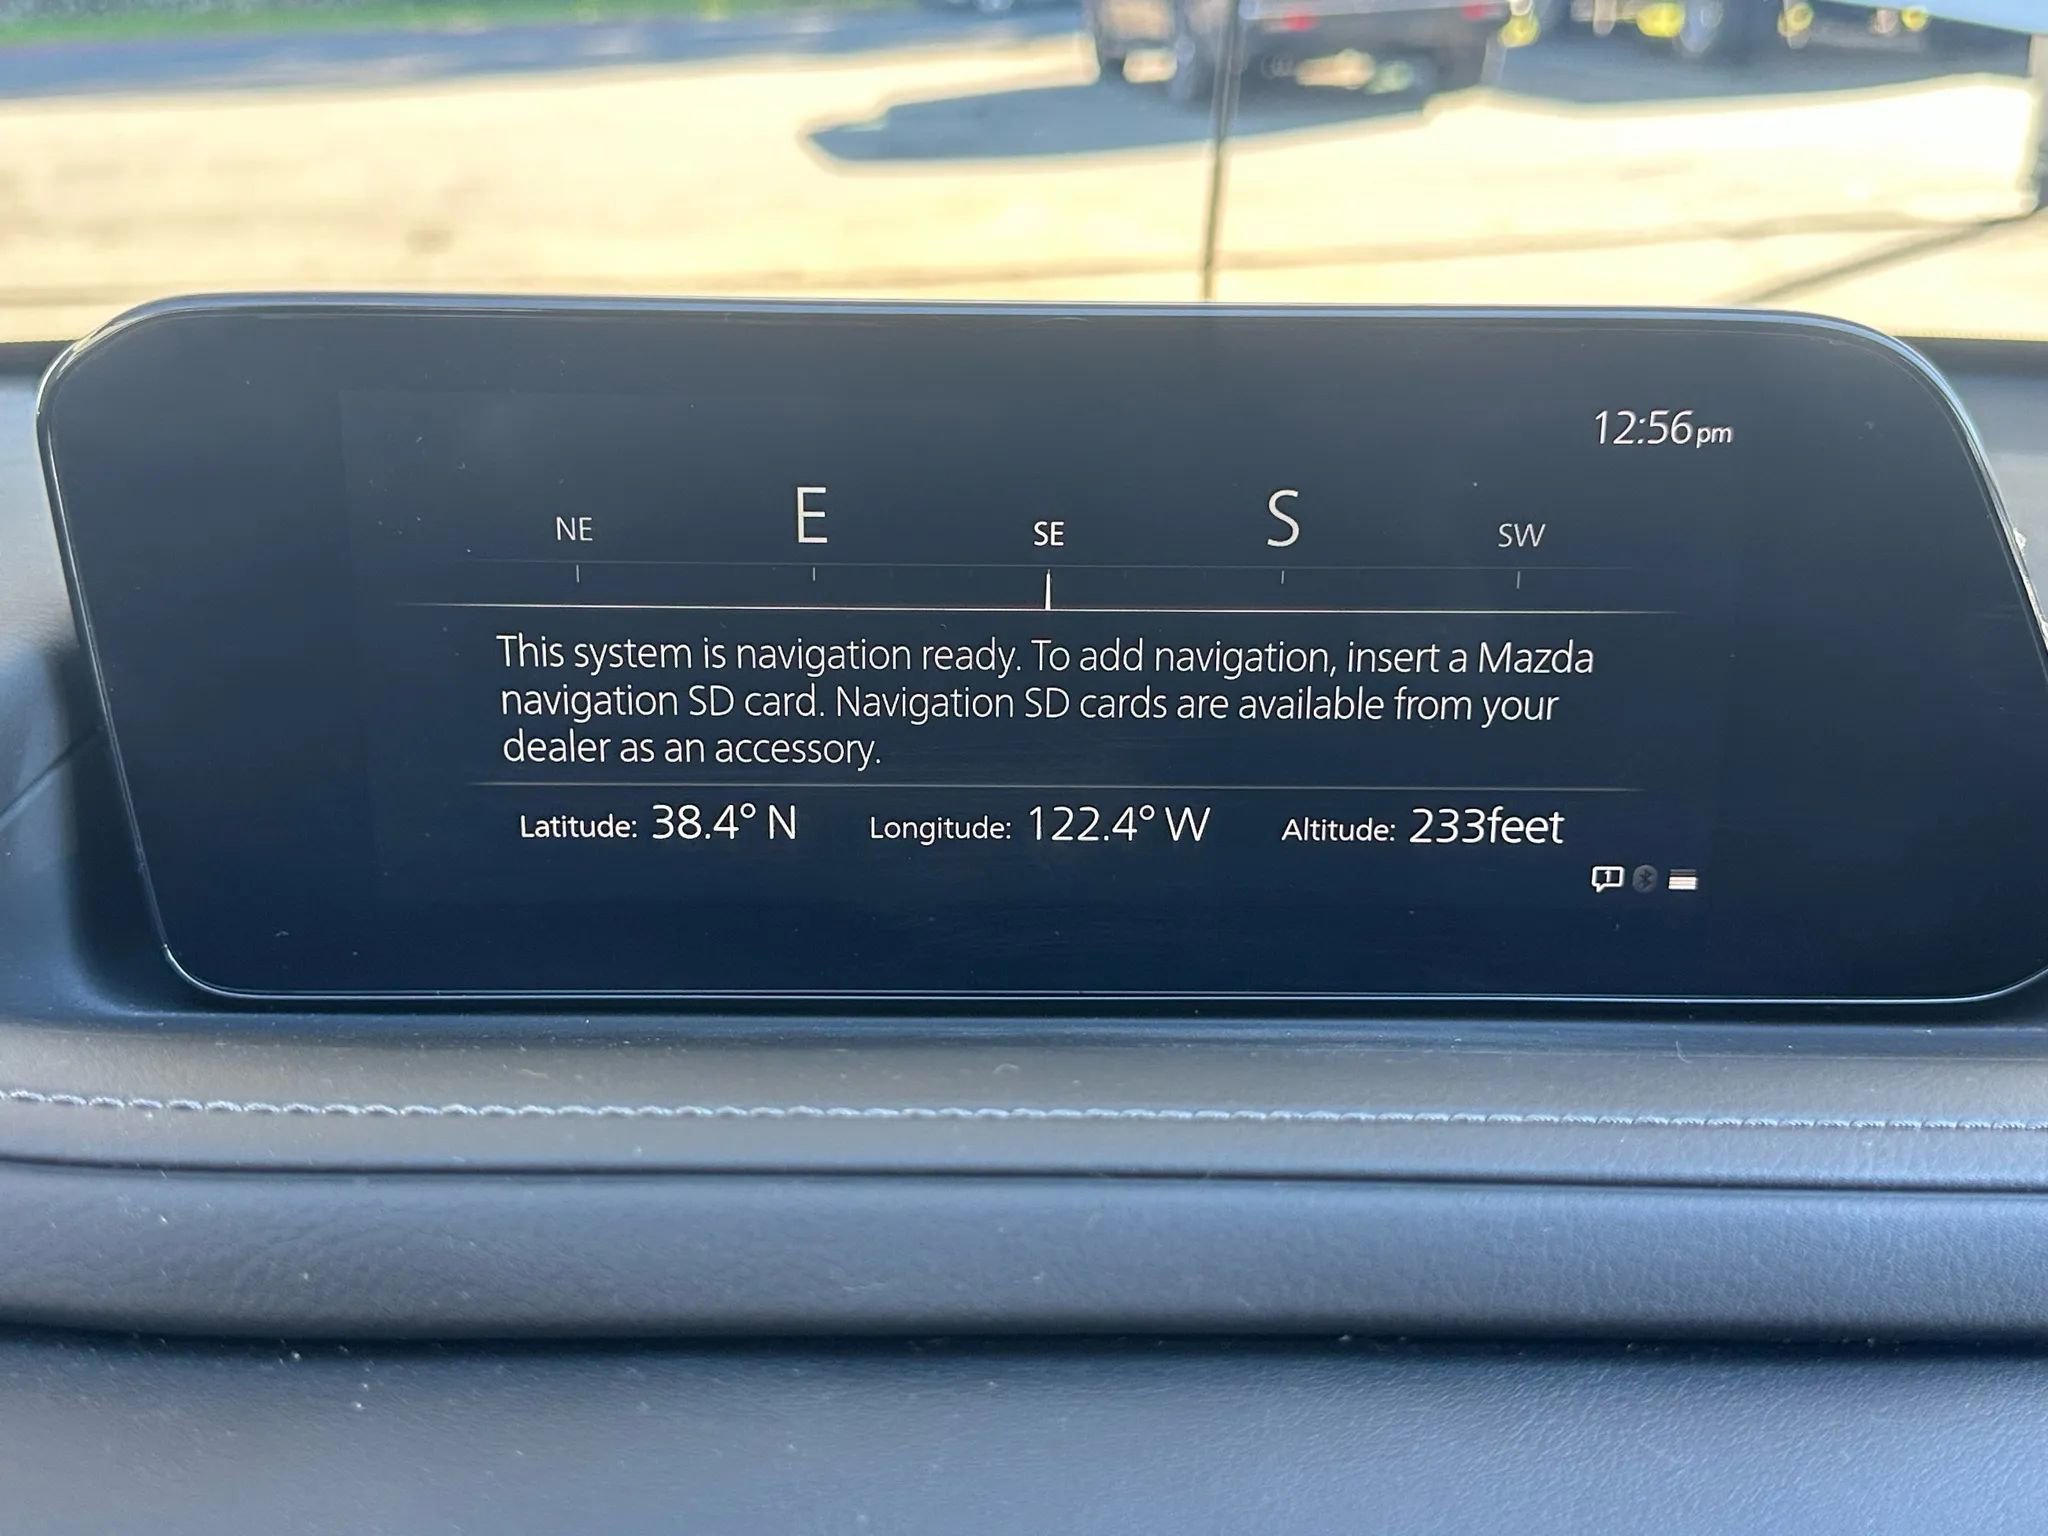 12:56pm
NE E SE S SW
This system is navigation ready. To add navigation, insert a Mazda
navigation SD card. Navigation SD cards are available from your
dealer as an accessory.
Latitude: 38.4° N Longitude: 122.4° W Altitude: 233feet
1